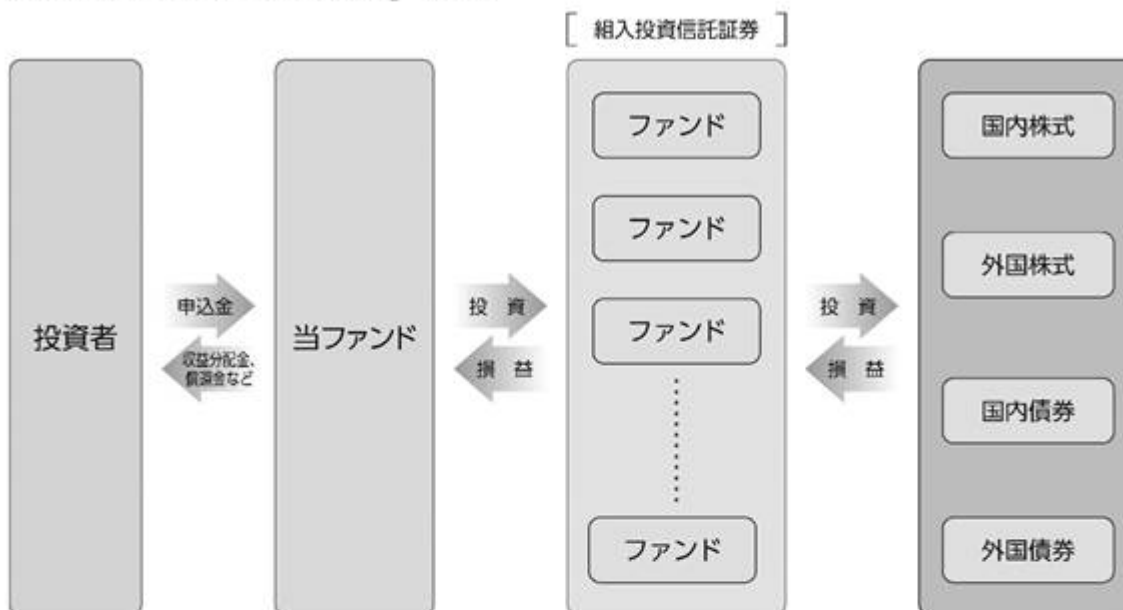 [ 組入投資信託証券 ]
投資者
申込金
収益分配金、
償還金など
当ファンド
投 資
損 益
ファンド
ファンド
ファンド
ファンド
投 資
損 益
国内株式
外国株式
国内債券
外国債券